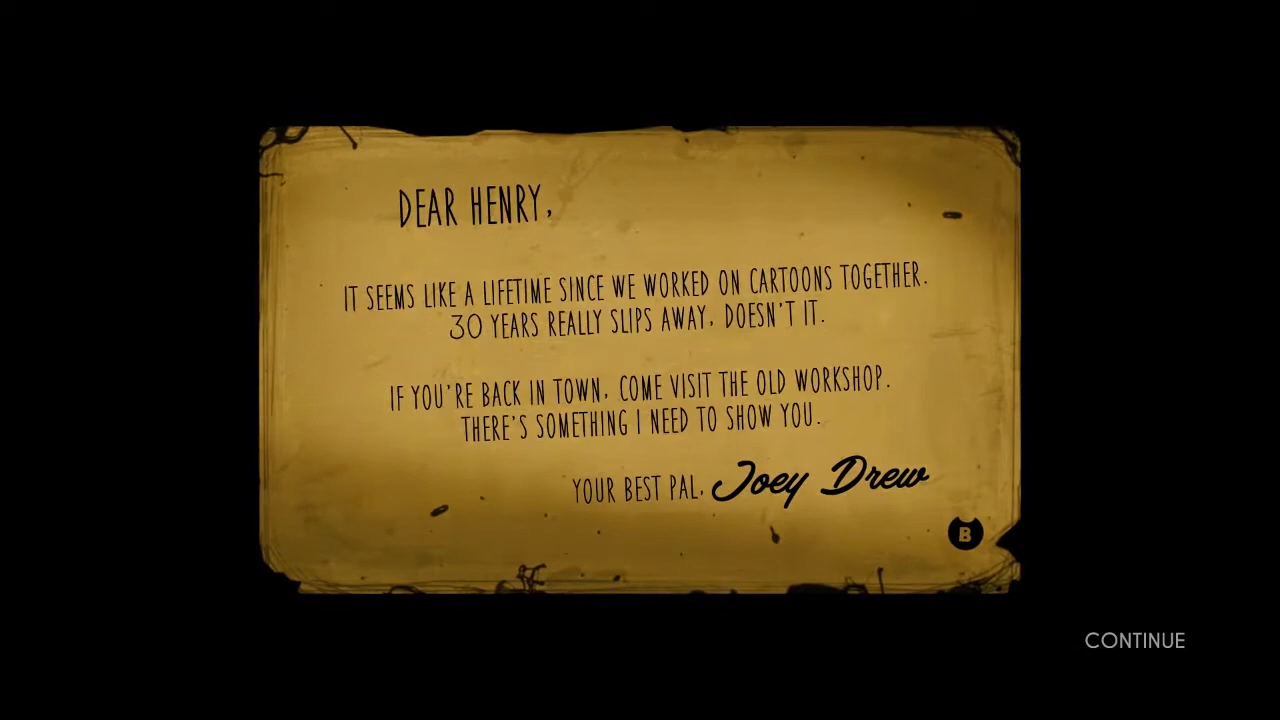 DEAR HENRY,
IT SEEMS LIKE A LIFETIME SINCE WE WORKED ON CARTOONS TOGETHER.
30 YEARS REALLY SLIPS AWAY, DOESN'T IT.
IF YOU'RE BACK IN TOWN, COME VISIT THE OLD WORKSHOP.
THERE'S SOMETHING I NEED TO SHOW YOU.
YOUR BEST PAL, Joey Drew
B
CONTINUE